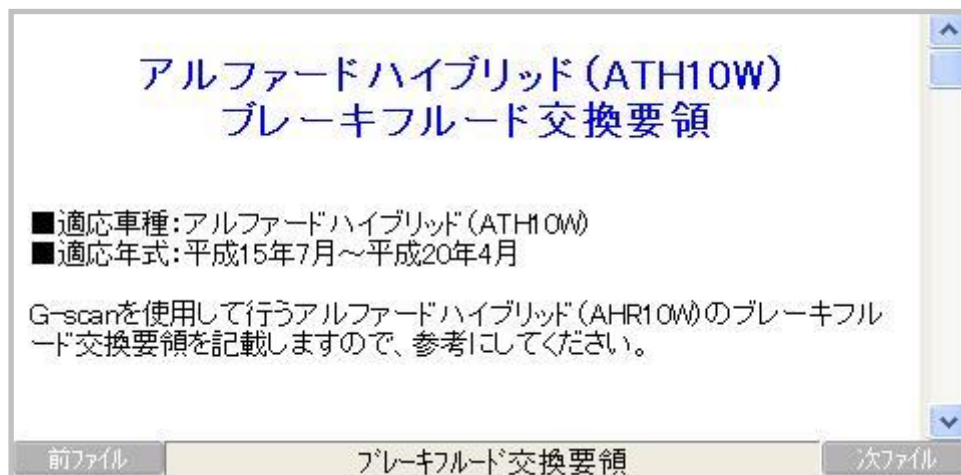 アルファードハイブリッド(ATH10W)
ブレーキフルード交換要領
■適応車種:アルファードハイブリッド(ATH10W)
■適応年式:平成15年7月～平成20年4月
G-scanを使用して行うアルファードハイブリッド(AHR10W)のブレーキフル
ード交換要領を記載しますので、参考にしてください。
前ファイル
ブレーキフルード交換要領
次ファイル